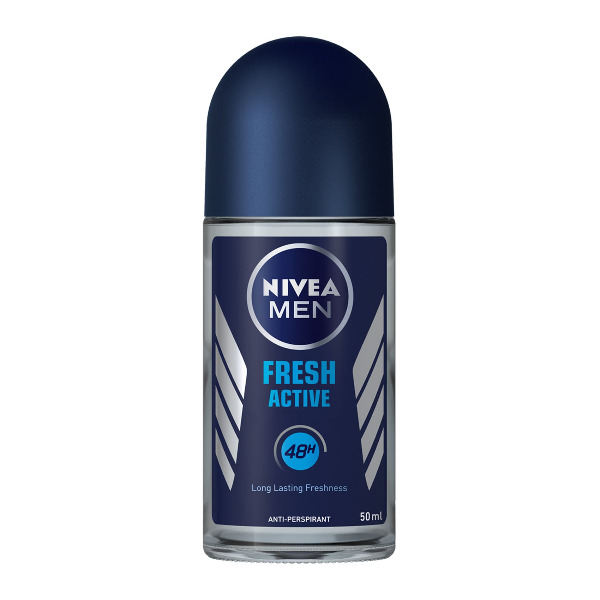 NIVEA
MEN
FRESH
ACTIVE
48H
Long Lasting Freshness
ANTI-PERSPIRANT
50ml